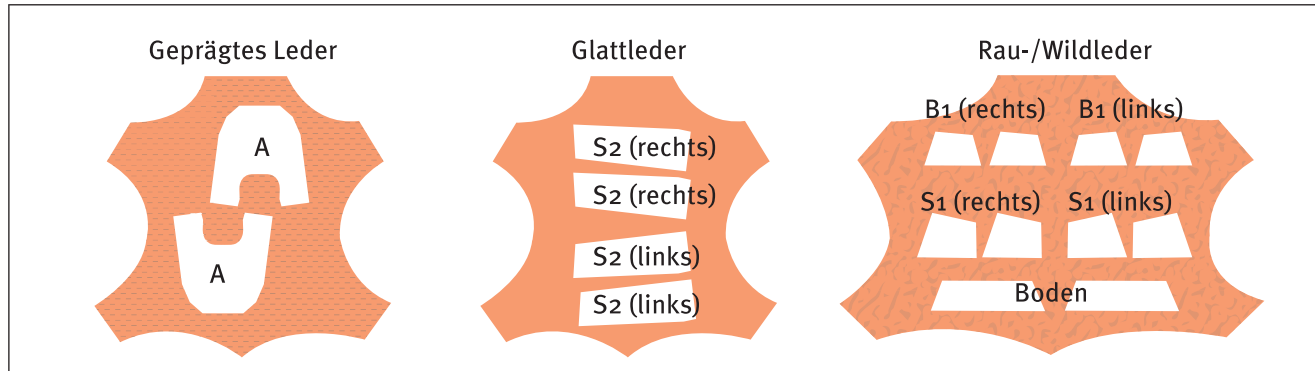 Geprägtes Leder
A
A
Glattleder
S2 (rechts)
S2 (rechts)
S2 (links)
S2 (links)
Rau-/Wildleder
B1 (rechts) B1 (links)
S1 (rechts) S1 (links)
Boden